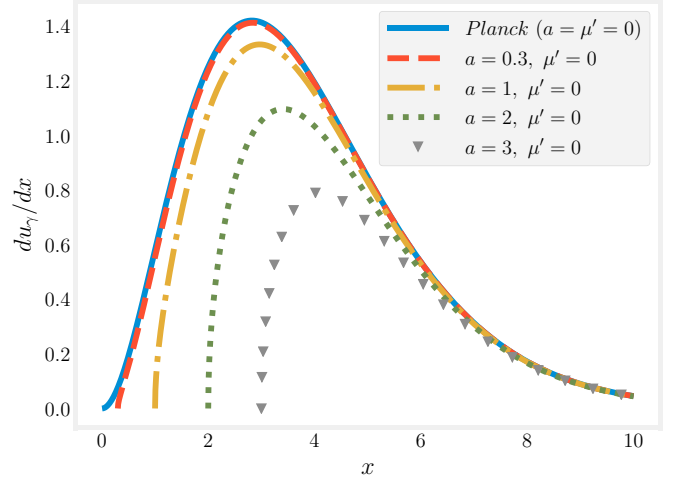 1.4
1.2
1.0
0.8
0.6
0.4
0.2
0.0
du_γ/dx
0 2 4 6 8 10
x
Planck (a = μ′ = 0)
a = 0.3, μ′ = 0
a = 1, μ′ = 0
a = 2, μ′ = 0
a = 3, μ′ = 0